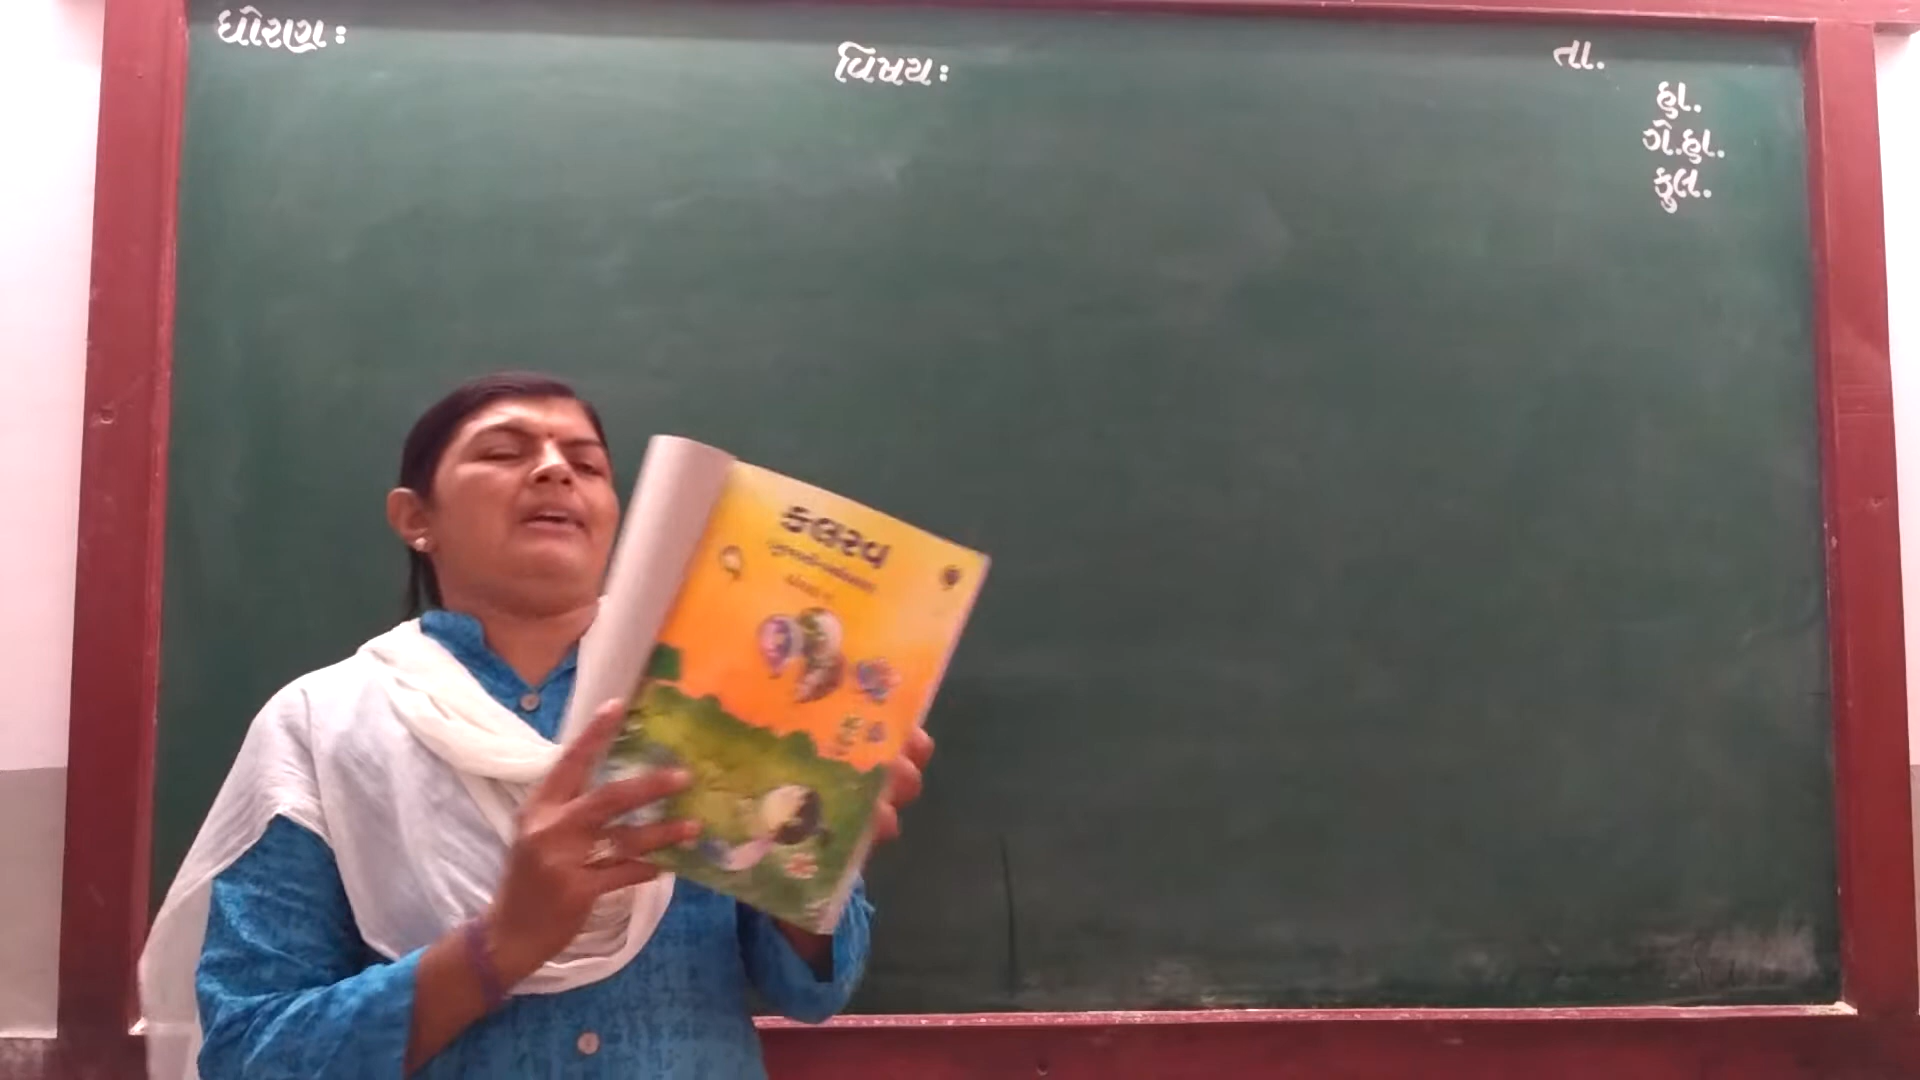 ધોરણ :
વિષય :
તા.
હા.
ગે.હા.
કુલ.
કલરવ